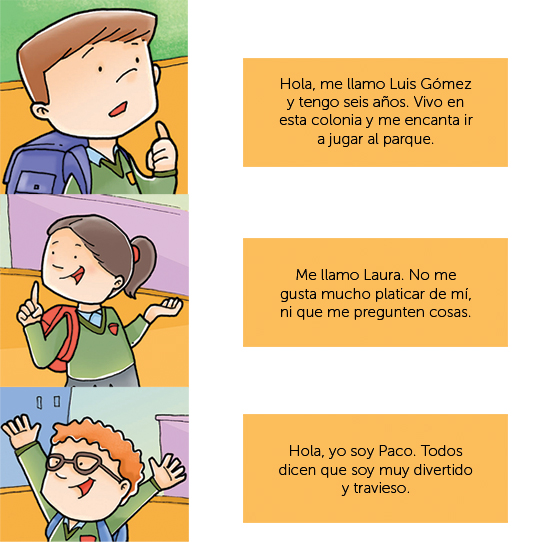 Hola, me llamo Luis Gómez
y tengo seis años. Vivo en
esta colonia y me encanta ir
a jugar al parque.
Me llamo Laura. No me
gusta mucho platicar de mí,
ni que me pregunten cosas.
Hola, yo soy Paco. Todos
dicen que soy muy divertido
y travieso.